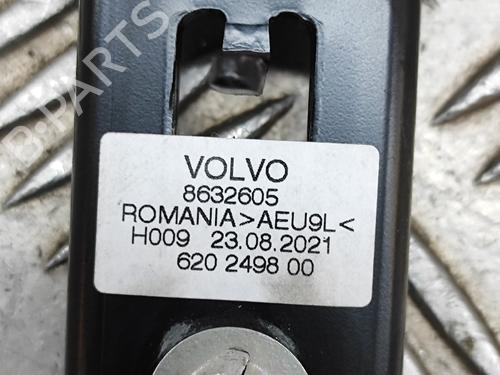 B-PARTS
VOLVO
8632605
ROMANIA>AEU9L<
H009 23.08.2021
620 2498 00